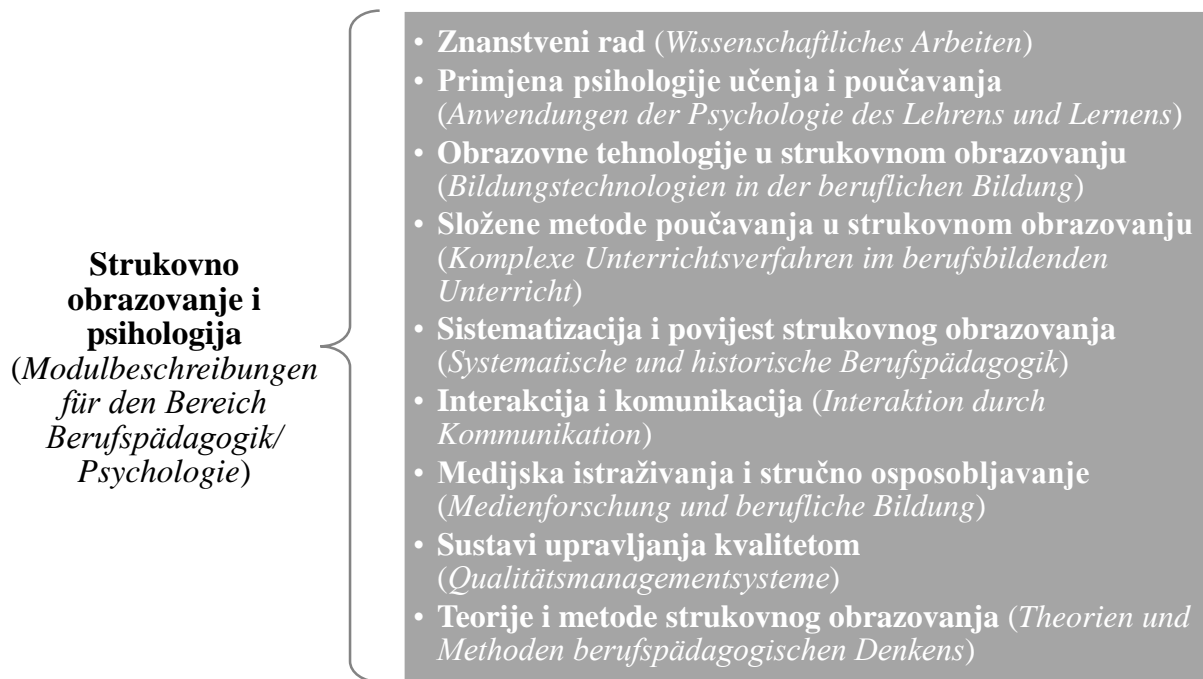 Strukovno
obrazovanje i
psihologija
(Modulbeschreibungen
für den Bereich
Berufspädagogik/
Psychologie)
• Znanstveni rad (Wissenschaftliches Arbeiten)
• Primjena psihologije učenja i poučavanja
(Anwendungen der Psychologie des Lehrens und Lernens)
• Obrazovne tehnologije u strukovnom obrazovanju
(Bildungstechnologien in der beruflichen Bildung)
• Složene metode poučavanja u strukovnom obrazovanju
(Komplexe Unterrichtsverfahren im berufsbildenden
Unterricht)
• Sistematizacija i povijest strukovnog obrazovanja
(Systematische und historische Berufspädagogik)
• Interakcija i komunikacija (Interaktion durch
Kommunikation)
• Medijska istraživanja i stručno osposobljavanje
(Medienforschung und berufliche Bildung)
• Sustavi upravljanja kvalitetom
(Qualitätsmanagementsysteme)
• Teorije i metode strukovnog obrazovanja (Theorien und
Methoden berufspädagogischen Denkens)